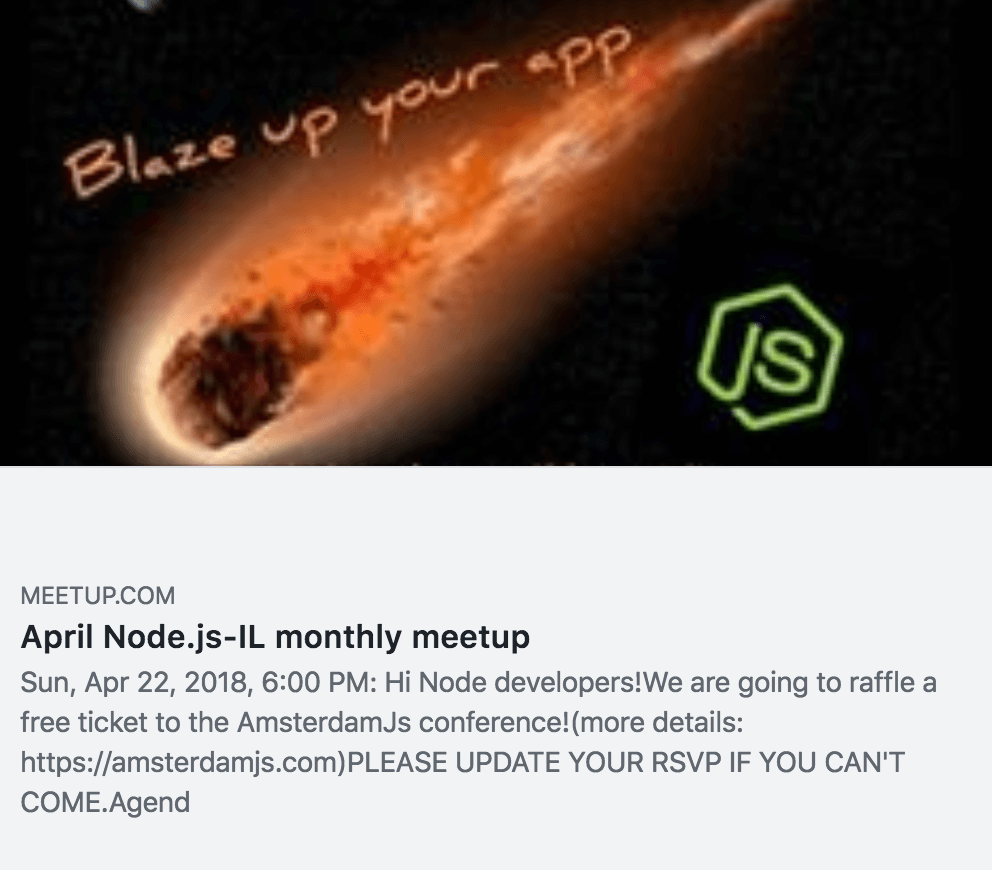 Blaze up your app
JS
MEETUP.COM
April Node.js-IL monthly meetup
Sun, Apr 22, 2018, 6:00 PM: Hi Node developers!We are going to raffle a
free ticket to the AmsterdamJs conference!(more details:
https://amsterdamjs.com)PLEASE UPDATE YOUR RSVP IF YOU CAN'T
COME.Agend